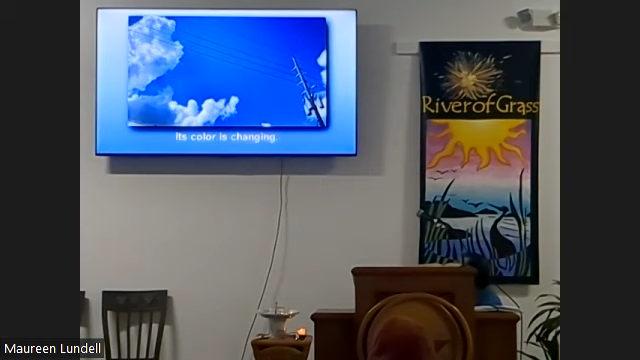 Its color is changing.
River of Grass
Maureen Lundell